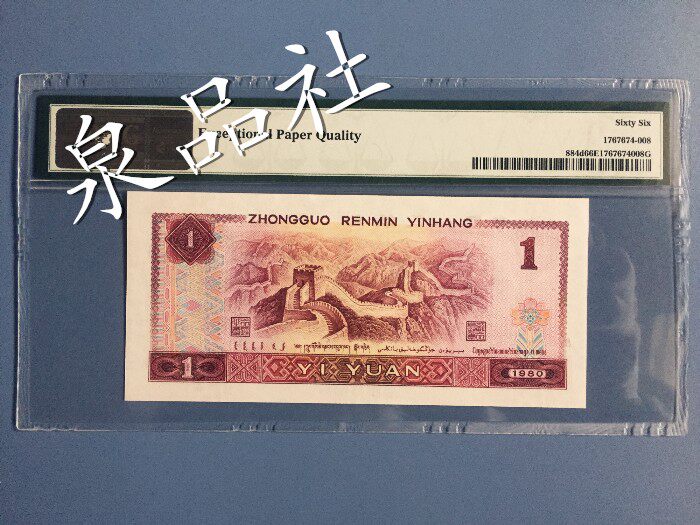 泉品社
Exceptional Paper Quality
Sixty Six
1767674-008
884d66E1767674008G
ZHONGGUO RENMIN YINHANG
1
1
1
YI YUAN
1980